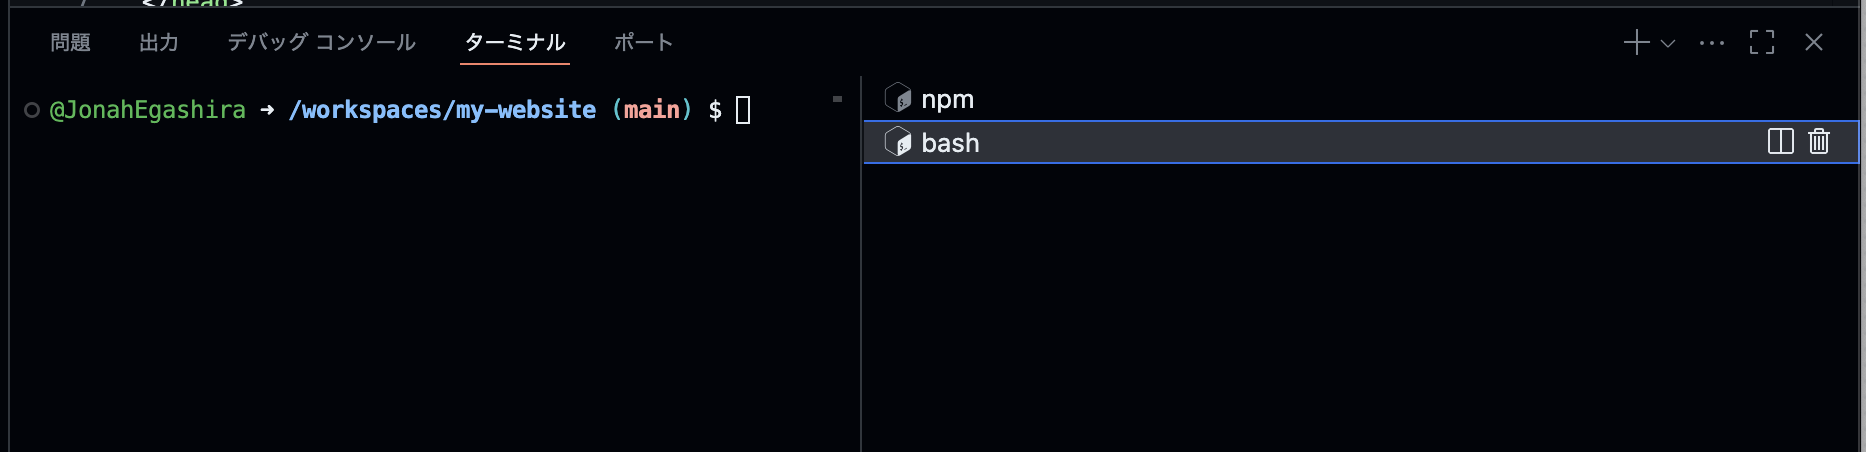 </head>
問題 出力 デバッグ コンソール ターミナル ポート
@JonahEgashira → /workspaces/my-website (main) $
npm
bash